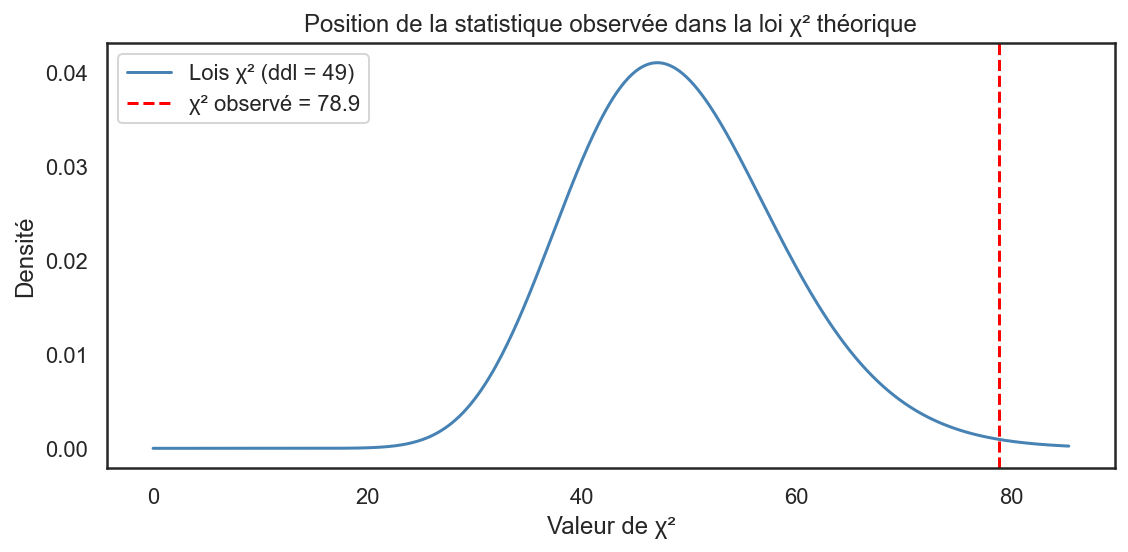 Position de la statistique observée dans la loi χ² théorique
Lois χ² (ddl = 49)
χ² observé = 78.9
Densité
0.04
0.03
0.02
0.01
0.00
0
20
40
60
80
Valeur de χ²